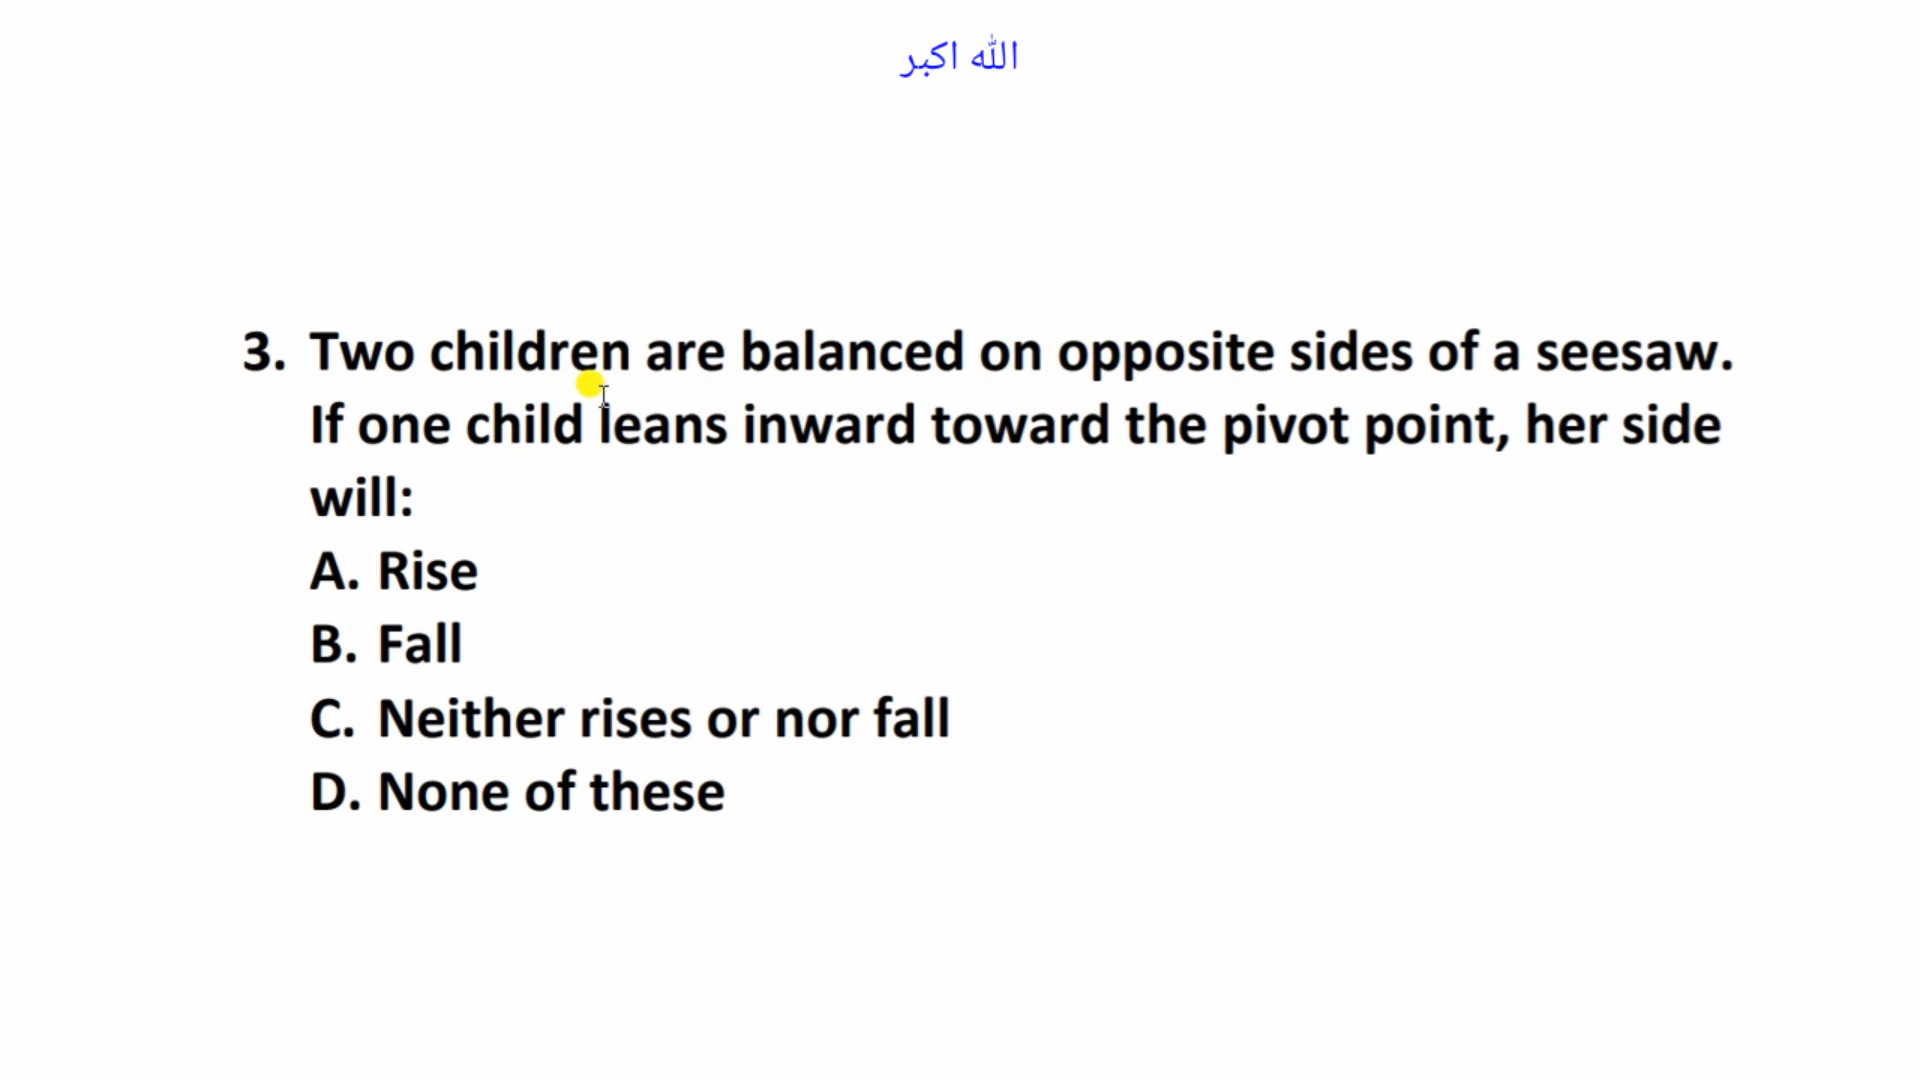 الله اکبر
3. Two children are balanced on opposite sides of a seesaw.
If one child leans inward toward the pivot point, her side
will:
A. Rise
B. Fall
C. Neither rises or nor fall
D. None of these